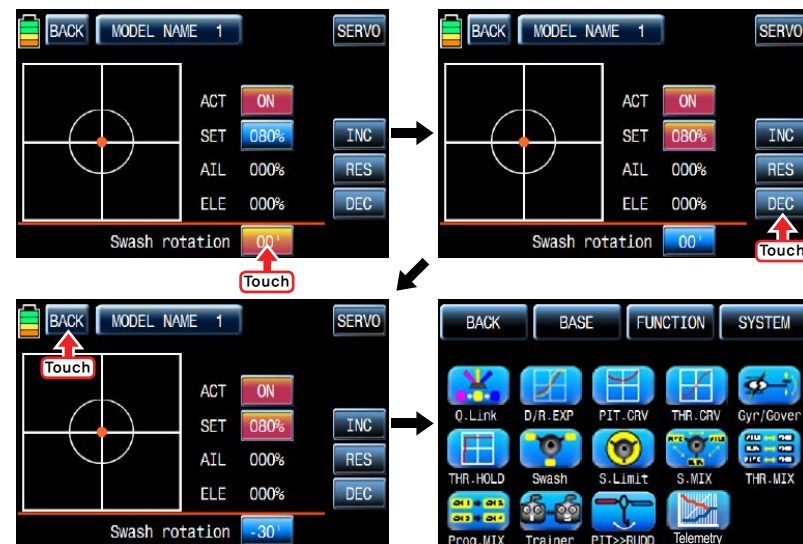 BACK MODEL NAME 1 SERVO
ACT ON
SET 080% INC
AIL 000% RES
ELE 000% DEC
Swash rotation 00'
Touch
BACK MODEL NAME 1 SERVO
ACT ON
SET 080% INC
AIL 000% RES
ELE 000% DEC
Swash rotation 00'
Touch
BACK MODEL NAME 1 SERVO
Touch
ACT ON
SET 080% INC
AIL 000% RES
ELE 000% DEC
Swash rotation -30'
BACK BASE FUNCTION SYSTEM
Q.Link D/R.EXP PIT.CRV THR.CRV Gyr/Gover
THR.HOLD Swash S.Limit S.MIX THR.MIX
Prog.MIX Trainer PIT>>RUDD Telemetry